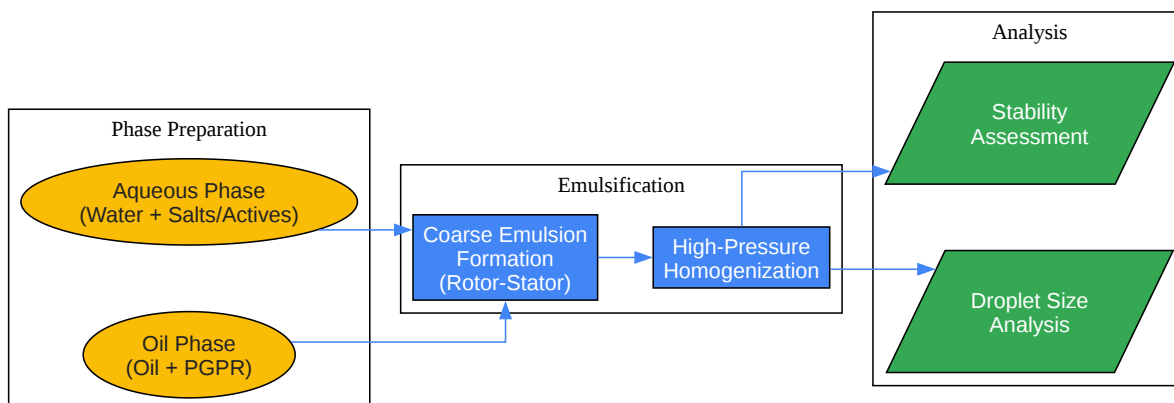 Phase Preparation
Aqueous Phase
(Water + Salts/Actives)
Oil Phase
(Oil + PGPR)
Emulsification
Coarse Emulsion
Formation
(Rotor-Stator)
High-Pressure
Homogenization
Analysis
Stability
Assessment
Droplet Size
Analysis